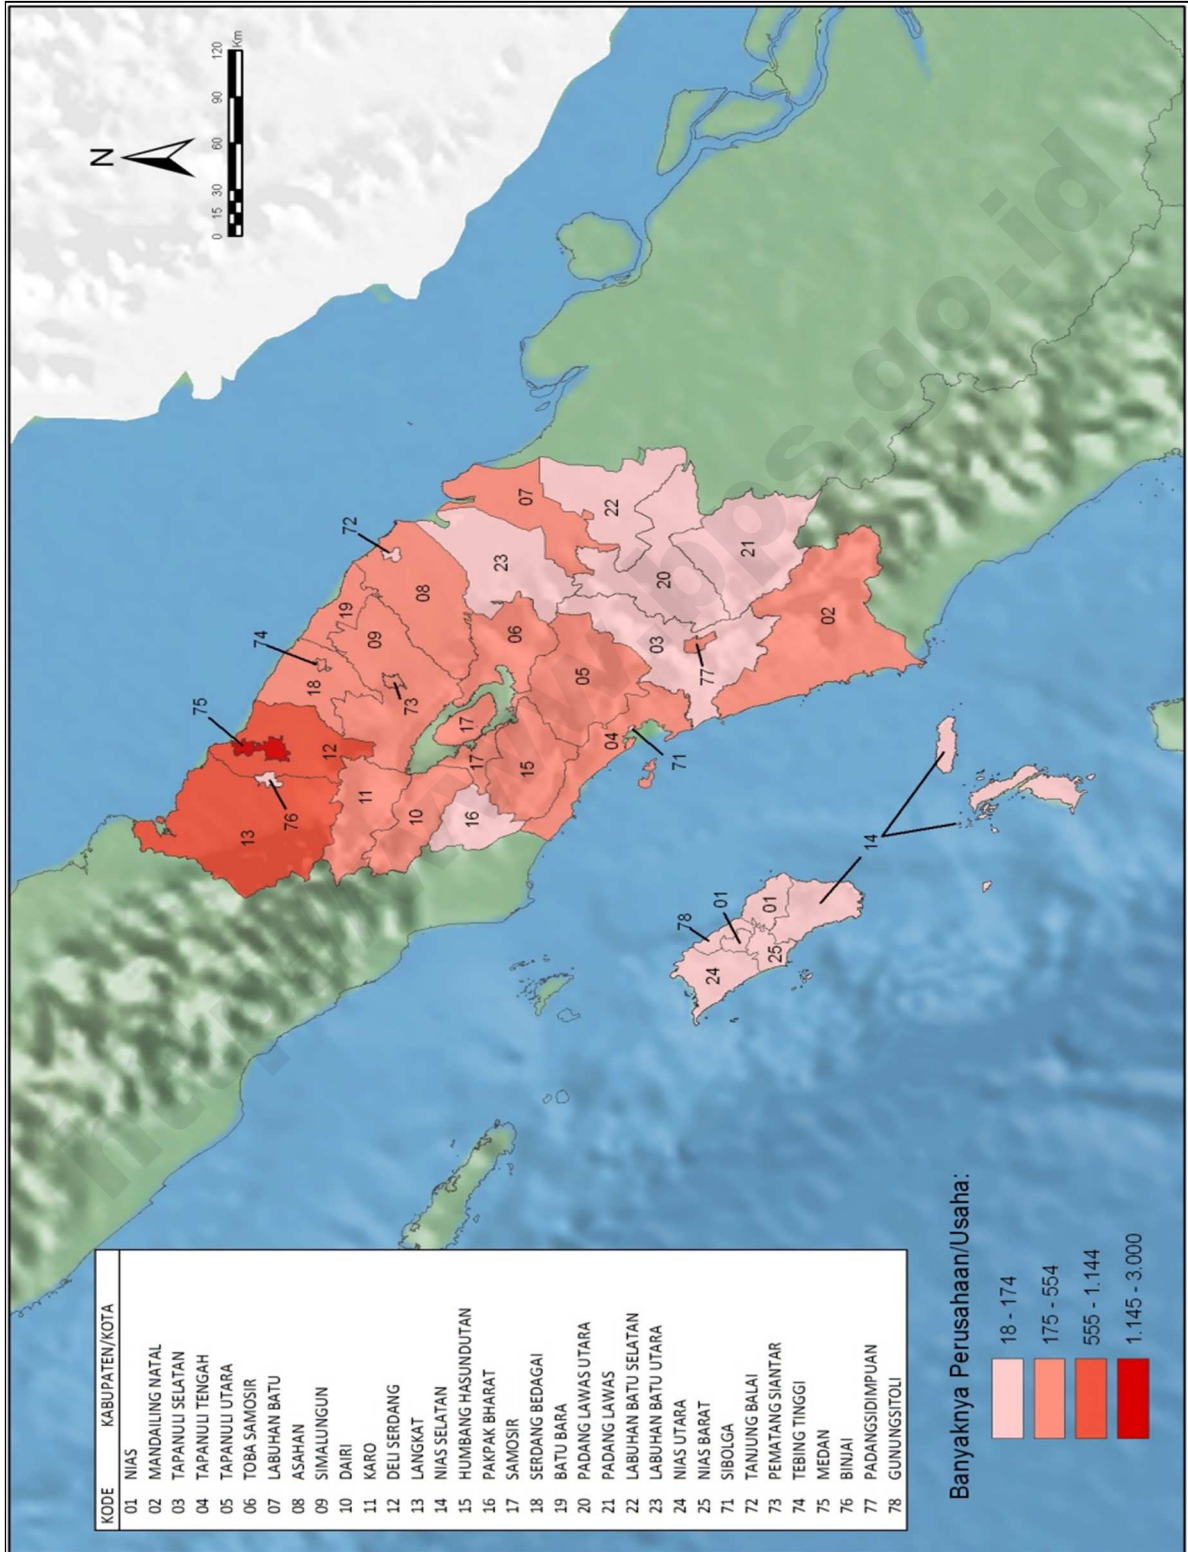 N
0 15 30 60 90 120
Km
KODE KABUPATEN/KOTA
01 NIAS
02 MANDAILING NATAL
03 TAPANULI SELATAN
04 TAPANULI TENGAH
05 TAPANULI UTARA
06 TOBA SAMOSIR
07 LABUHAN BATU
08 ASAHAN
09 SIMALUNGUN
10 DAIRI
11 KARO
12 DELI SERDANG
13 LANGKAT
14 NIAS SELATAN
15 HUMBANG HASUNDUTAN
16 PAKPAK BHARAT
17 SAMOSIR
18 SERDANG BEDAGAI
19 BATU BARA
20 PADANG LAWAS UTARA
21 PADANG LAWAS
22 LABUHAN BATU SELATAN
23 LABUHAN BATU UTARA
24 NIAS UTARA
25 NIAS BARAT
71 SIBOLGA
72 TANJUNG BALAI
73 PEMATANG SIANTAR
74 TEBING TINGGI
75 MEDAN
76 BINJAI
77 PADANGSIDIMPUAN
78 GUNUNGSITOLI
Banyaknya Perusahaan/Usaha:
18 - 174
175 - 554
555 - 1.144
1.145 - 3.000
13
76
75
12
18
74
19
72
11
73
09
08
10
17
17
16
15
06
23
07
05
04
71
03
77
20
22
21
02
24
78
01
01
25
14
http://www.bps.go.id